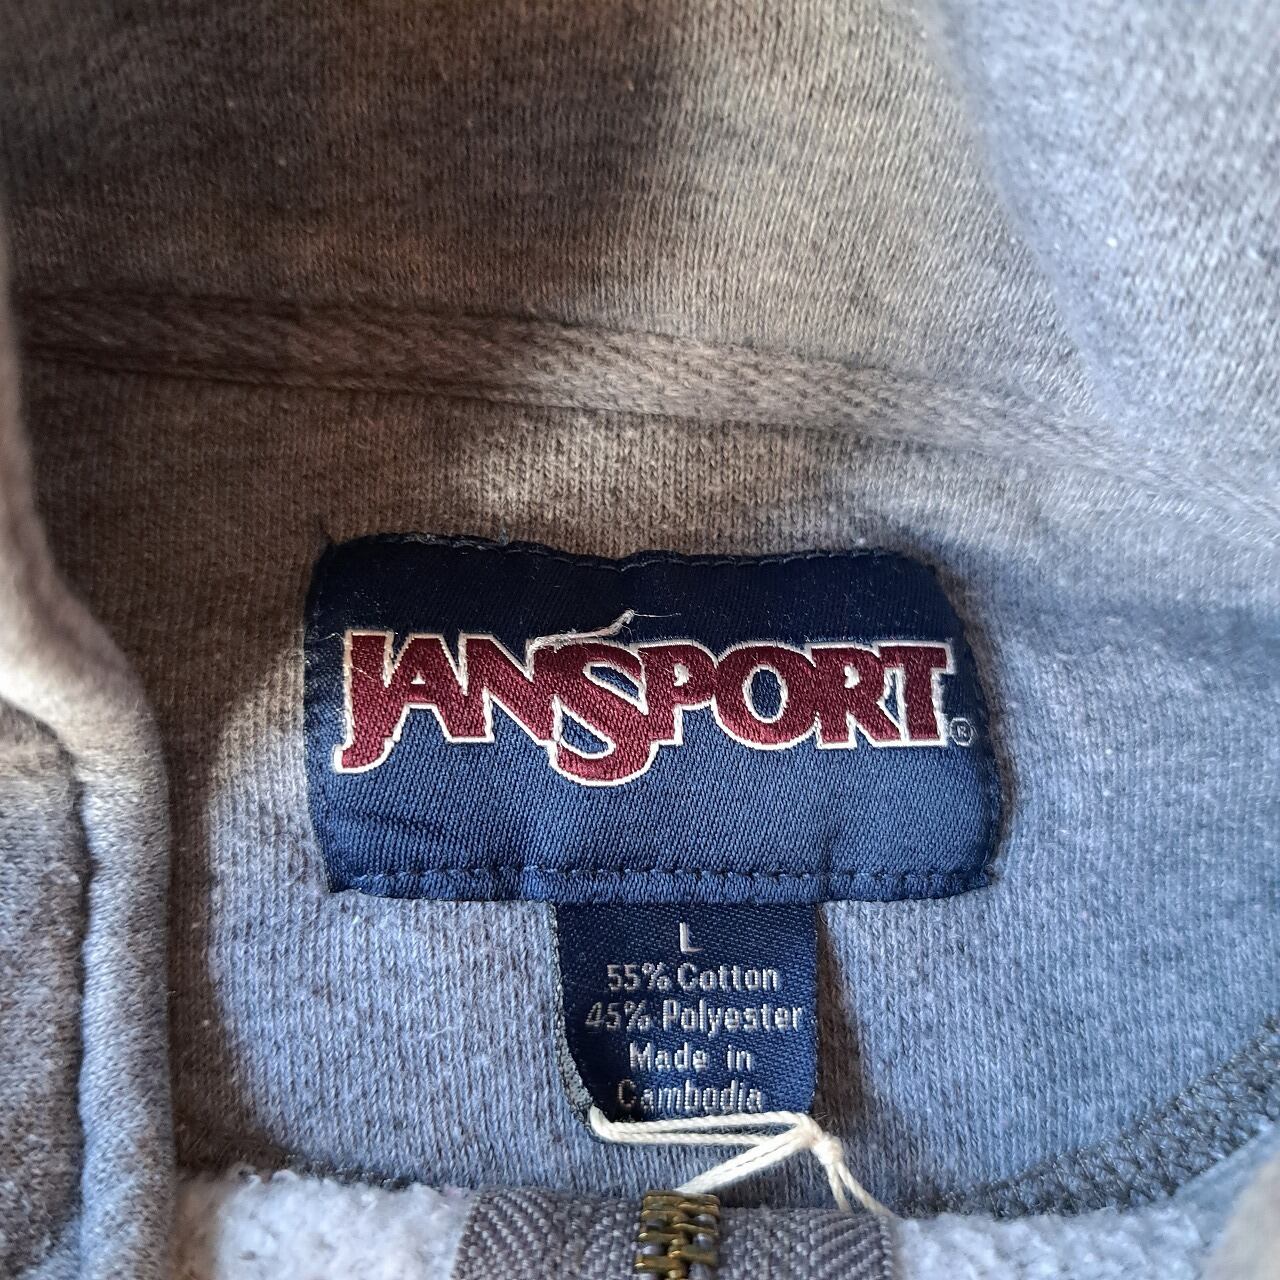 JANSPORT®
L
55% Cotton
45% Polyester
Made in
Cambodia